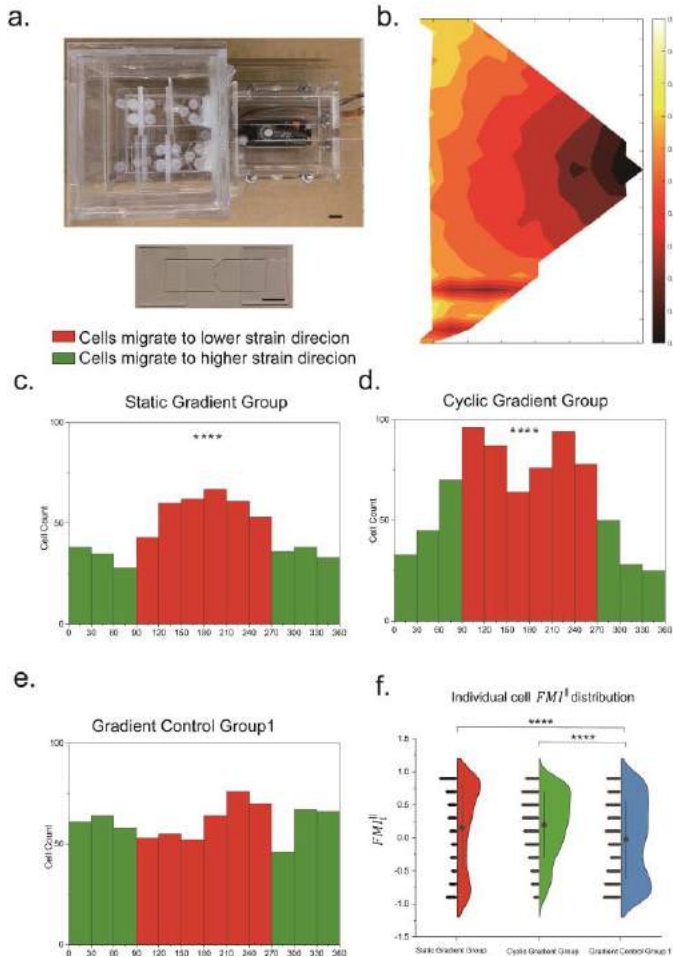 a.
b.
Cells migrate to lower strain direcion
Cells migrate to higher strain direcion
c.
Static Gradient Group
100
****
50
0
Cell Count
0 30 60 90 120 150 180 210 240 270 300 330 360
d.
Cyclic Gradient Group
100
****
50
0
Cell Count
0 30 60 90 120 150 180 210 240 270 300 330 360
e.
Gradient Control Group1
100
50
0
Cell Count
0 30 60 90 120 150 180 210 240 270 300 330 360
f.
Individual cell FMI^∥ distribution
****
****
1.5
1.0
0.5
0.0
-0.5
-1.0
-1.5
FMI_i^∥
Static Gradient Group Cyclic Gradient Group Gradient Control Group 1